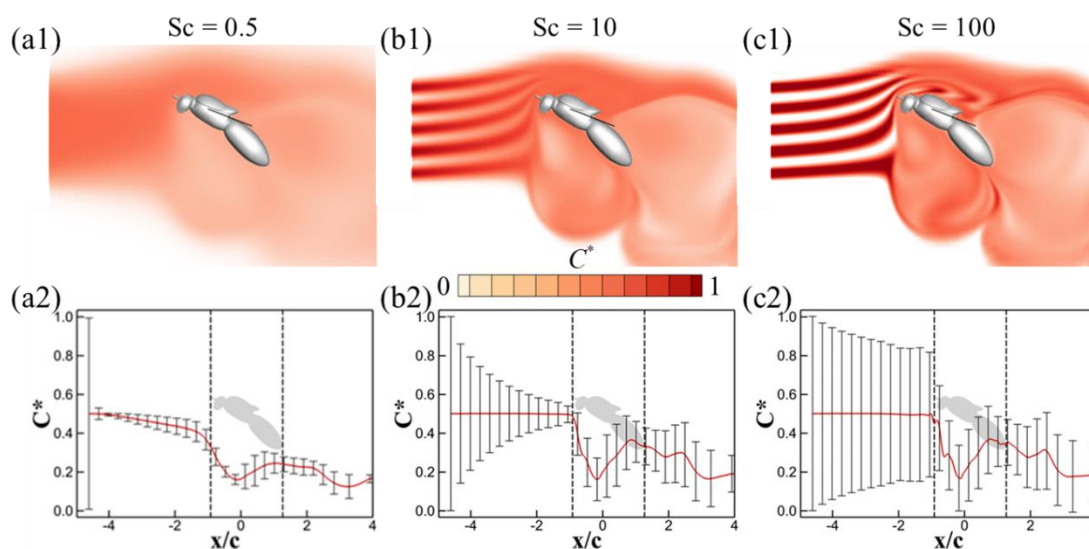 Sc = 0.5 Sc = 10 Sc = 100
(a1) (b1) (c1)
C*
0 1
(a2) (b2) (c2)
1.0 1.0 1.0
0.8 0.8 0.8
0.6 0.6 0.6
C* C* C*
0.4 0.4 0.4
0.2 0.2 0.2
0.0 0.0 0.0
-4 -2 0 2 4 -4 -2 0 2 4 -4 -2 0 2
x/c x/c x/c